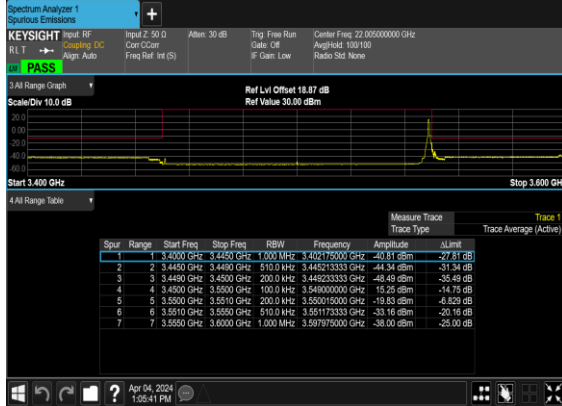 Spectrum Analyzer 1
Spurious Emissions
+
KEYSIGHT Input: RF Input Z: 50 Ω Atten: 30 dB Trig: Free Run Center Freq: 22.005000000 GHz
RLT Coupling: DC Corr CCorr Gate: Off Avg|Hold: 100/100
Align: Auto Freq Ref: Int (S) IF Gain: Low Radio Std: None
PASS
3 All Range Graph
Ref Lvl Offset 18.87 dB
Scale/Div 10.0 dB Ref Value 30.00 dBm
20.0
0.00
-20.0
-40.0
-60.0
Start 3.400 GHz Stop 3.600 GH
4 All Range Table
Measure Trace Trace 1
Trace Type Trace Average (Active)
Spur Range Start Freq Stop Freq RBW Frequency Amplitude ΔLimit
1 1 3.4000 GHz 3.4450 GHz 1.000 MHz 3.402175000 GHz -40.81 dBm -27.81 dB
2 2 3.4450 GHz 3.4490 GHz 510.0 kHz 3.445213333 GHz -44.34 dBm -31.34 dB
3 3 3.4490 GHz 3.4500 GHz 200.0 kHz 3.449233333 GHz -48.49 dBm -35.49 dB
4 4 3.4500 GHz 3.5500 GHz 100.0 kHz 3.549000000 GHz 15.25 dBm -14.75 dB
5 5 3.5500 GHz 3.5510 GHz 200.0 kHz 3.550015000 GHz -19.83 dBm -6.829 dB
6 6 3.5510 GHz 3.5550 GHz 510.0 kHz 3.551173333 GHz -33.16 dBm -20.16 dB
7 7 3.5550 GHz 3.6000 GHz 1.000 MHz 3.597975000 GHz -38.00 dBm -25.00 dB
?
Apr 04, 2024
1:05:41 PM